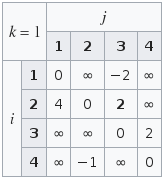 k = 1 j
1 2 3 4
i
1 0 ∞ −2 ∞
2 4 0 2 ∞
3 ∞ ∞ 0 2
4 ∞ −1 ∞ 0